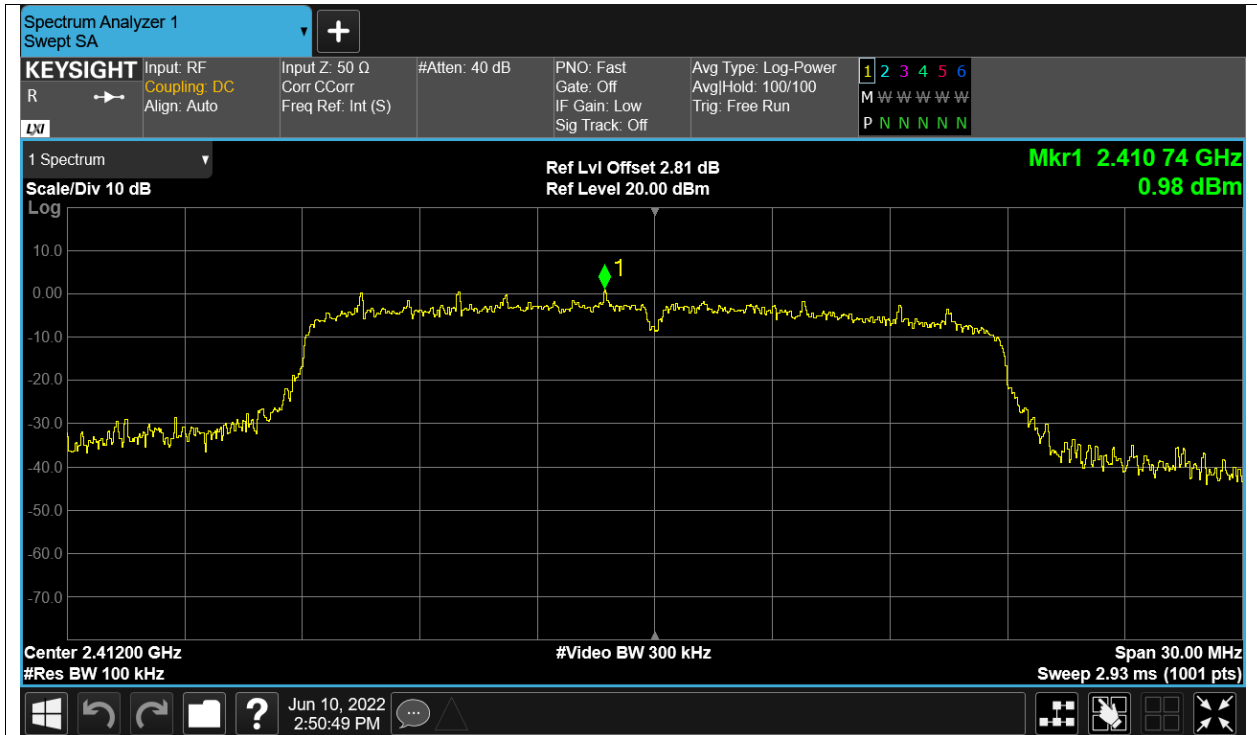 Spectrum Analyzer 1
Swept SA
KEYSIGHT
R
LXI
Input: RF
Coupling: DC
Align: Auto
Input Z: 50 Ω
Corr CCorr
Freq Ref: Int (S)
#Atten: 40 dB
PNO: Fast
Gate: Off
IF Gain: Low
Sig Track: Off
Avg Type: Log-Power
Avg|Hold: 100/100
Trig: Free Run
1 2 3 4 5 6
M W W W W W
P N N N N N N
1 Spectrum
Scale/Div 10 dB
Log
Ref Lvl Offset 2.81 dB
Ref Level 20.00 dBm
Mkr1 2.410 74 GHz
0.98 dBm
1
10.0
0.00
-10.0
-20.0
-30.0
-40.0
-50.0
-60.0
-70.0
Center 2.41200 GHz
#Res BW 100 kHz
#Video BW 300 kHz
Span 30.00 MHz
Sweep 2.93 ms (1001 pts)
?
Jun 10, 2022
2:50:49 PM